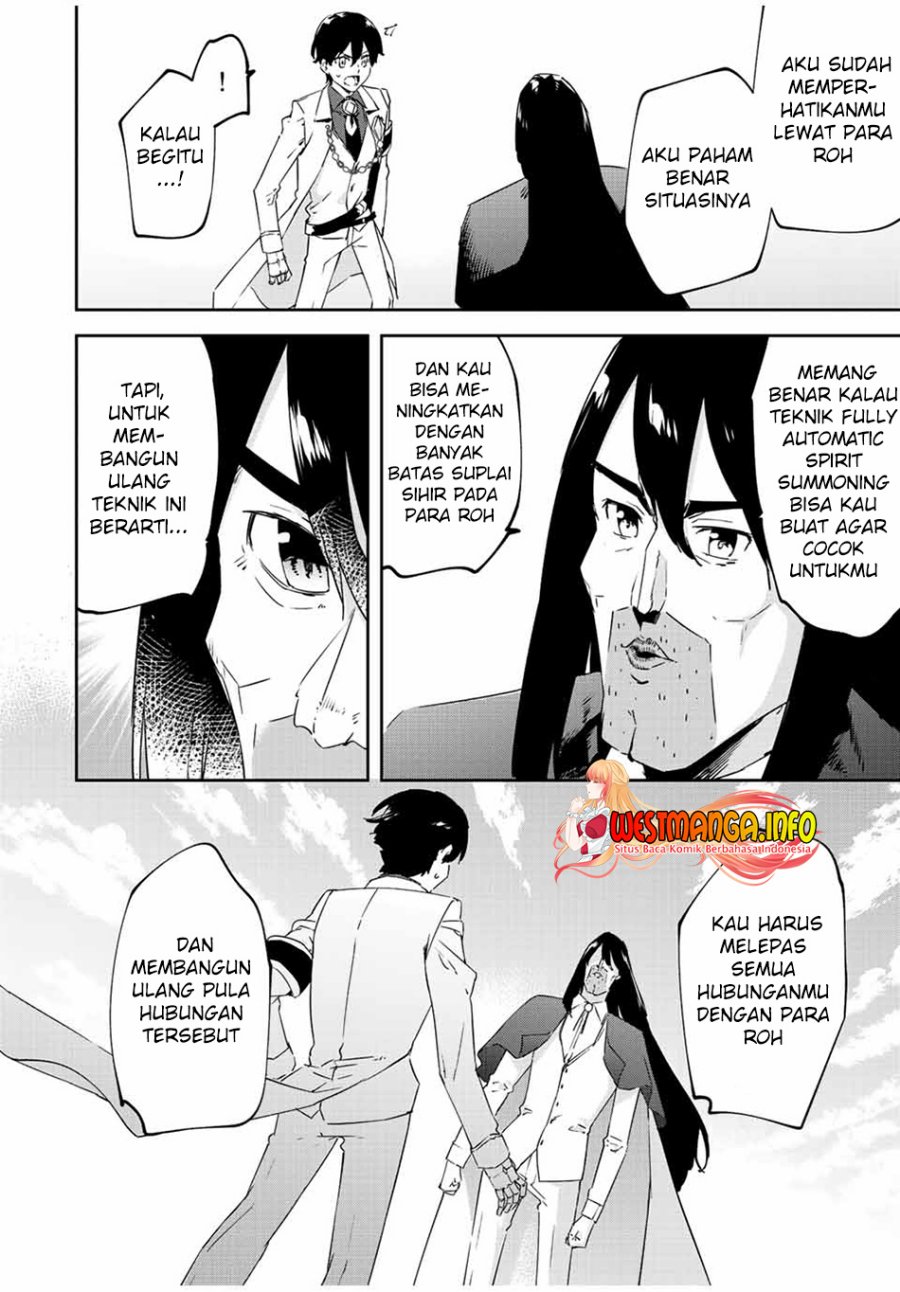 AKU SUDAH
MEMPER-
HATIKANMU
LEWAT PARA
ROH
AKU PAHAM
BENAR
SITUASINYA
!
KALAU
BEGITU
...!
MEMANG
BENAR KALAU
TEKNIK FULLY
AUTOMATIC
SPIRIT
SUMMONING
BISA KAU
BUAT AGAR
COCOK
UNTUKMU
DAN KAU
BISA ME-
NINGKATKAN
DENGAN
BANYAK
BATAS SUPLAI
SIHIR PADA
PARA ROH
TAPI,
UNTUK
MEM-
BANGUN
ULANG
TEKNIK INI
BERARTI...
WESTMANGA.INFO
Situs Baca Komik Berbahasa Indonesia
KAU HARUS
MELEPAS
SEMUA
HUBUNGANMU
DENGAN PARA
ROH
DAN
MEMBANGUN
ULANG PULA
HUBUNGAN
TERSEBUT